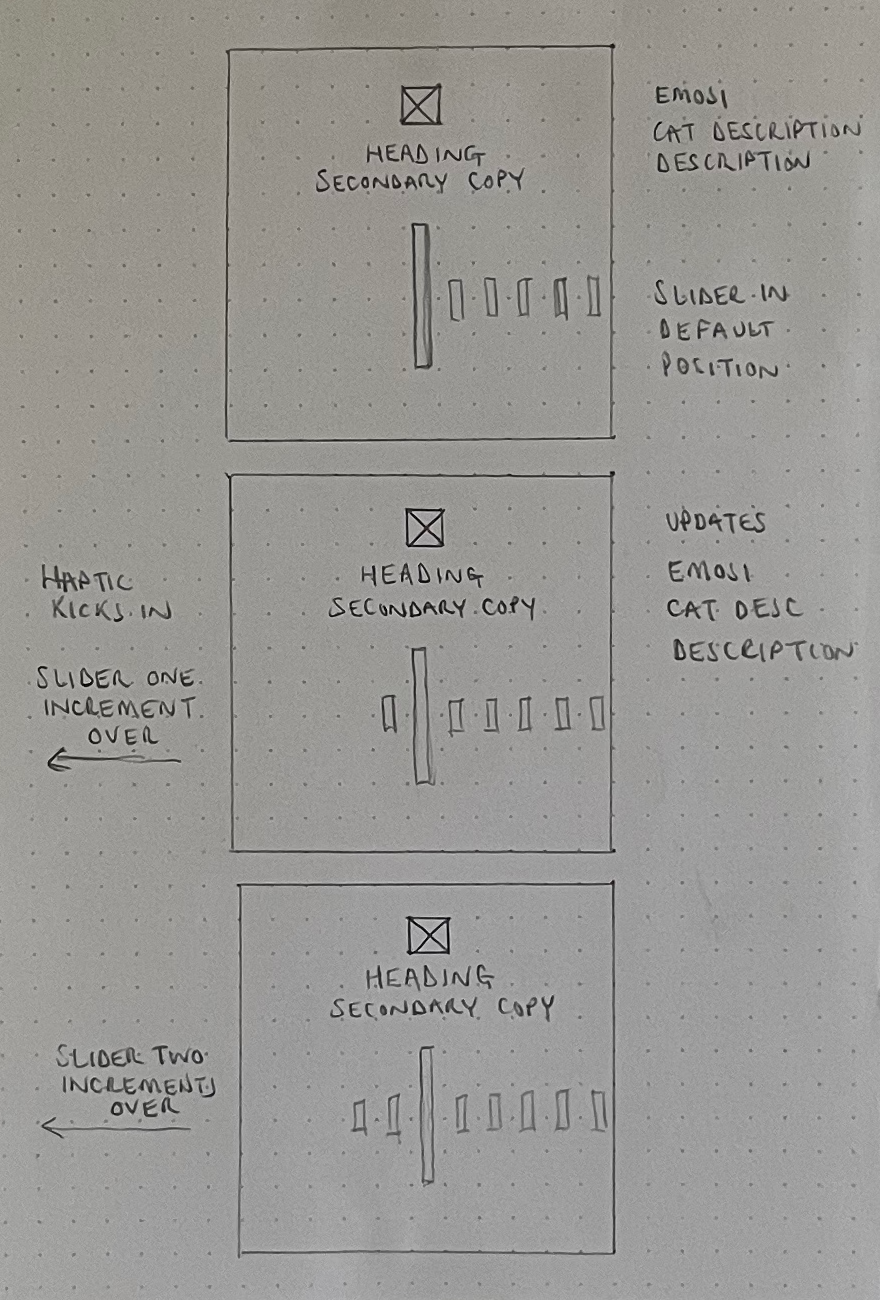 EMOJI
CAT DESCRIPTION
DESCRIPTION
HEADING
SECONDARY COPY
SLIDER IN
DEFAULT
POSITION
UPDATES
EMOJI
CAT DESC
DESCRIPTION
HEADING
SECONDARY COPY
HAPTIC
KICKS IN
SLIDER ONE
INCREMENT
OVER
HEADING
SECONDARY COPY
SLIDER TWO
INCREMENTS
OVER